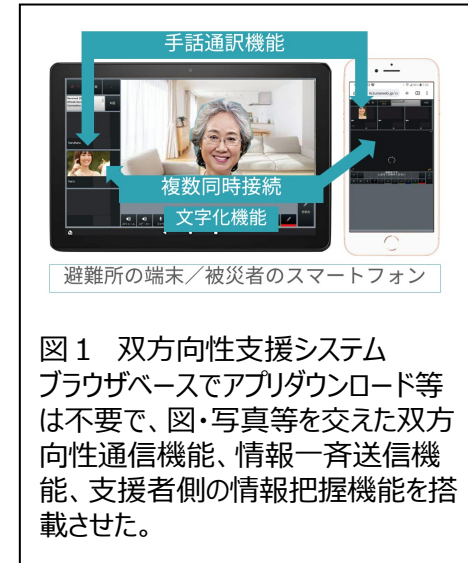 手話通訳機能
複数同時接続
文字化機能
避難所の端末／被災者のスマートフォン
図１　双方向性支援システム
ブラウザベースでアプリダウンロード等
は不要で、図・写真等を交えた双方
向性通信機能、情報一斉送信機
能、支援者側の情報把握機能を搭
載させた。